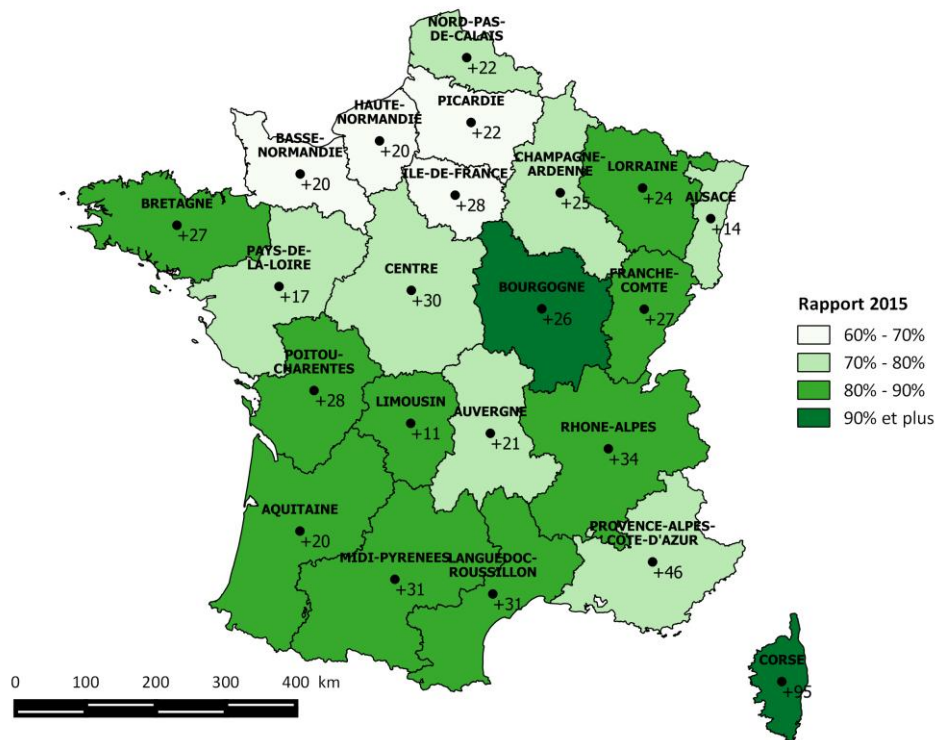 NORD-PAS-
DE-CALAIS
+22
PICARDIE
+22
HAUTE-
NORMANDIE
+20
BASSE-
NORMANDIE
+20
ILE-DE-FRANCE
+28
CHAMPAGNE-
ARDENNE
+25
LORRAINE
+24
ALSACE
+14
BRETAGNE
+27
PAYS-DE-
LA-LOIRE
+17
CENTRE
+30
BOURGOGNE
+26
FRANCHE-
COMTE
+27
POITOU-
CHARENTES
+28
LIMOUSIN
+11
AUVERGNE
+21
RHONE-ALPES
+34
AQUITAINE
+20
MIDI-PYRENEES
+31
LANGUEDOC-
ROUSSILLON
+31
PROVENCE-ALPES-
COTE-D'AZUR
+46
CORSE
+95
Rapport 2015
60% - 70%
70% - 80%
80% - 90%
90% et plus
0 100 200 300 400 km